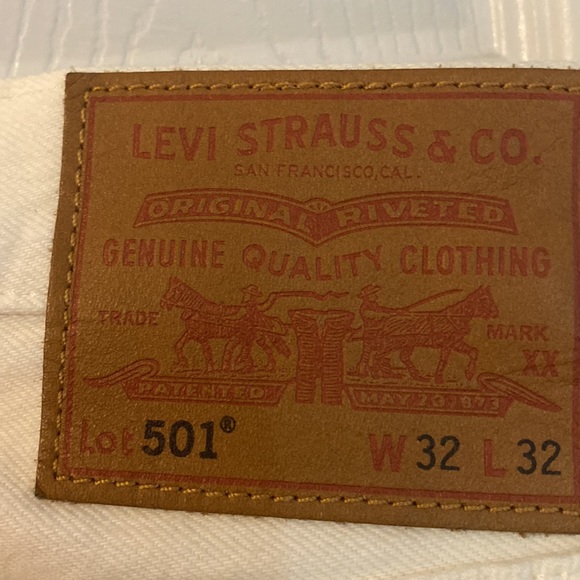 LEVI STRAUSS & CO.
SAN FRANCISCO, CAL.
ORIGINAL RIVETED
GENUINE QUALITY CLOTHING
TRADE MARK
XX
PATENTED MAY 20 1873
Lot 501® W 32 L 32